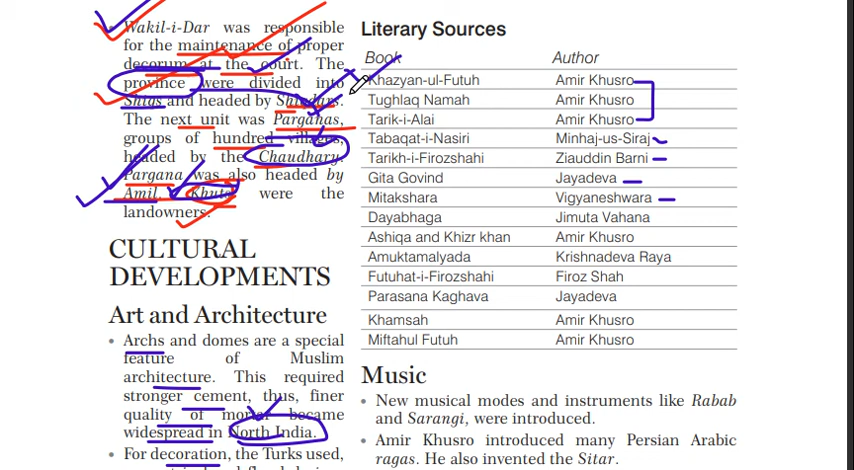 Wakil-i-Dar was responsible
for the maintenance of proper
decorum at the court. The
province were divided into
Shiqs and headed by Shiqdars.
The next unit was Parganas,
groups of hundred villages,
headed by the Chaudhary.
Pargana was also headed by
Amil. Khuts were the
landowners.
CULTURAL
DEVELOPMENTS
Art and Architecture
• Archs and domes are a special
feature of Muslim
architecture. This required
stronger cement, thus, finer
quality of mortar became
widespread in North India.
• For decoration, the Turks used,
Literary Sources
Book Author
Khazyan-ul-Futuh Amir Khusro
Tughlaq Namah Amir Khusro
Tarik-i-Alai Amir Khusro
Tabaqat-i-Nasiri Minhaj-us-Siraj
Tarikh-i-Firozshahi Ziauddin Barni
Gita Govind Jayadeva
Mitakshara Vigyaneshwara
Dayabhaga Jimuta Vahana
Ashiqa and Khizr khan Amir Khusro
Amuktamalyada Krishnadeva Raya
Futuhat-i-Firozshahi Firoz Shah
Parasana Kaghava Jayadeva
Khamsah Amir Khusro
Miftahul Futuh Amir Khusro
Music
• New musical modes and instruments like Rabab
and Sarangi, were introduced.
• Amir Khusro introduced many Persian Arabic
ragas. He also invented the Sitar.